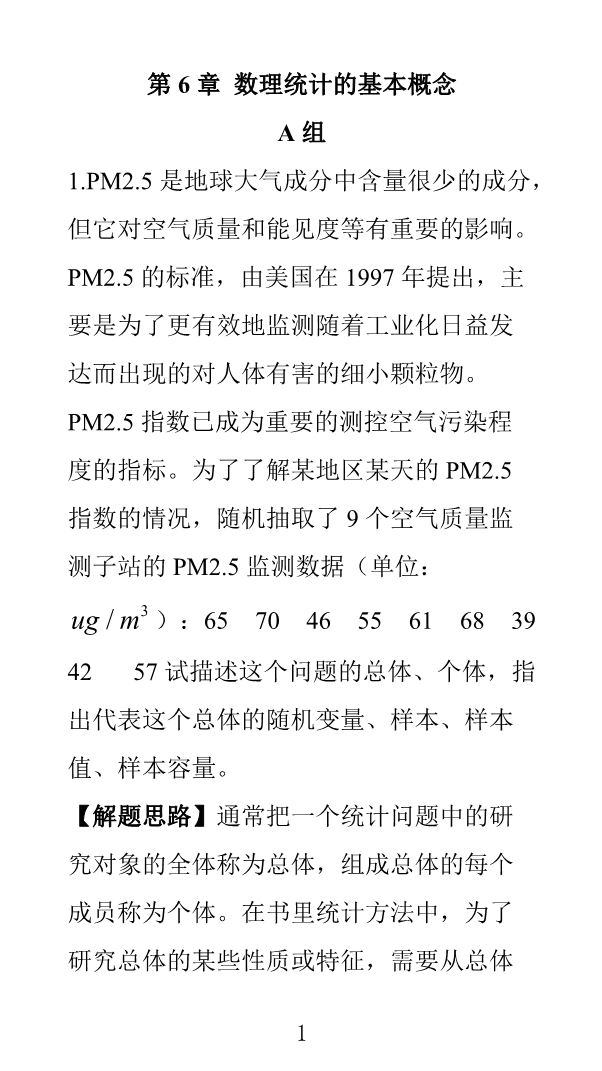 第 6 章 数理统计的基本概念
A 组
1.PM2.5 是地球大气成分中含量很少的成分，
但它对空气质量和能见度等有重要的影响。
PM2.5 的标准，由美国在 1997 年提出，主
要是为了更有效地监测随着工业化日益发
达而出现的对人体有害的细小颗粒物。
PM2.5 指数已成为重要的测控空气污染程
度的指标。为了了解某地区某天的 PM2.5
指数的情况，随机抽取了 9 个空气质量监
测子站的 PM2.5 监测数据（单位：
ug / m³）：65 70 46 55 61 68 39
42 57 试描述这个问题的总体、个体，指
出代表这个总体的随机变量、样本、样本
值、样本容量。
【解题思路】通常把一个统计问题中的研
究对象的全体称为总体，组成总体的每个
成员称为个体。在书里统计方法中，为了
研究总体的某些性质或特征，需要从总体
1